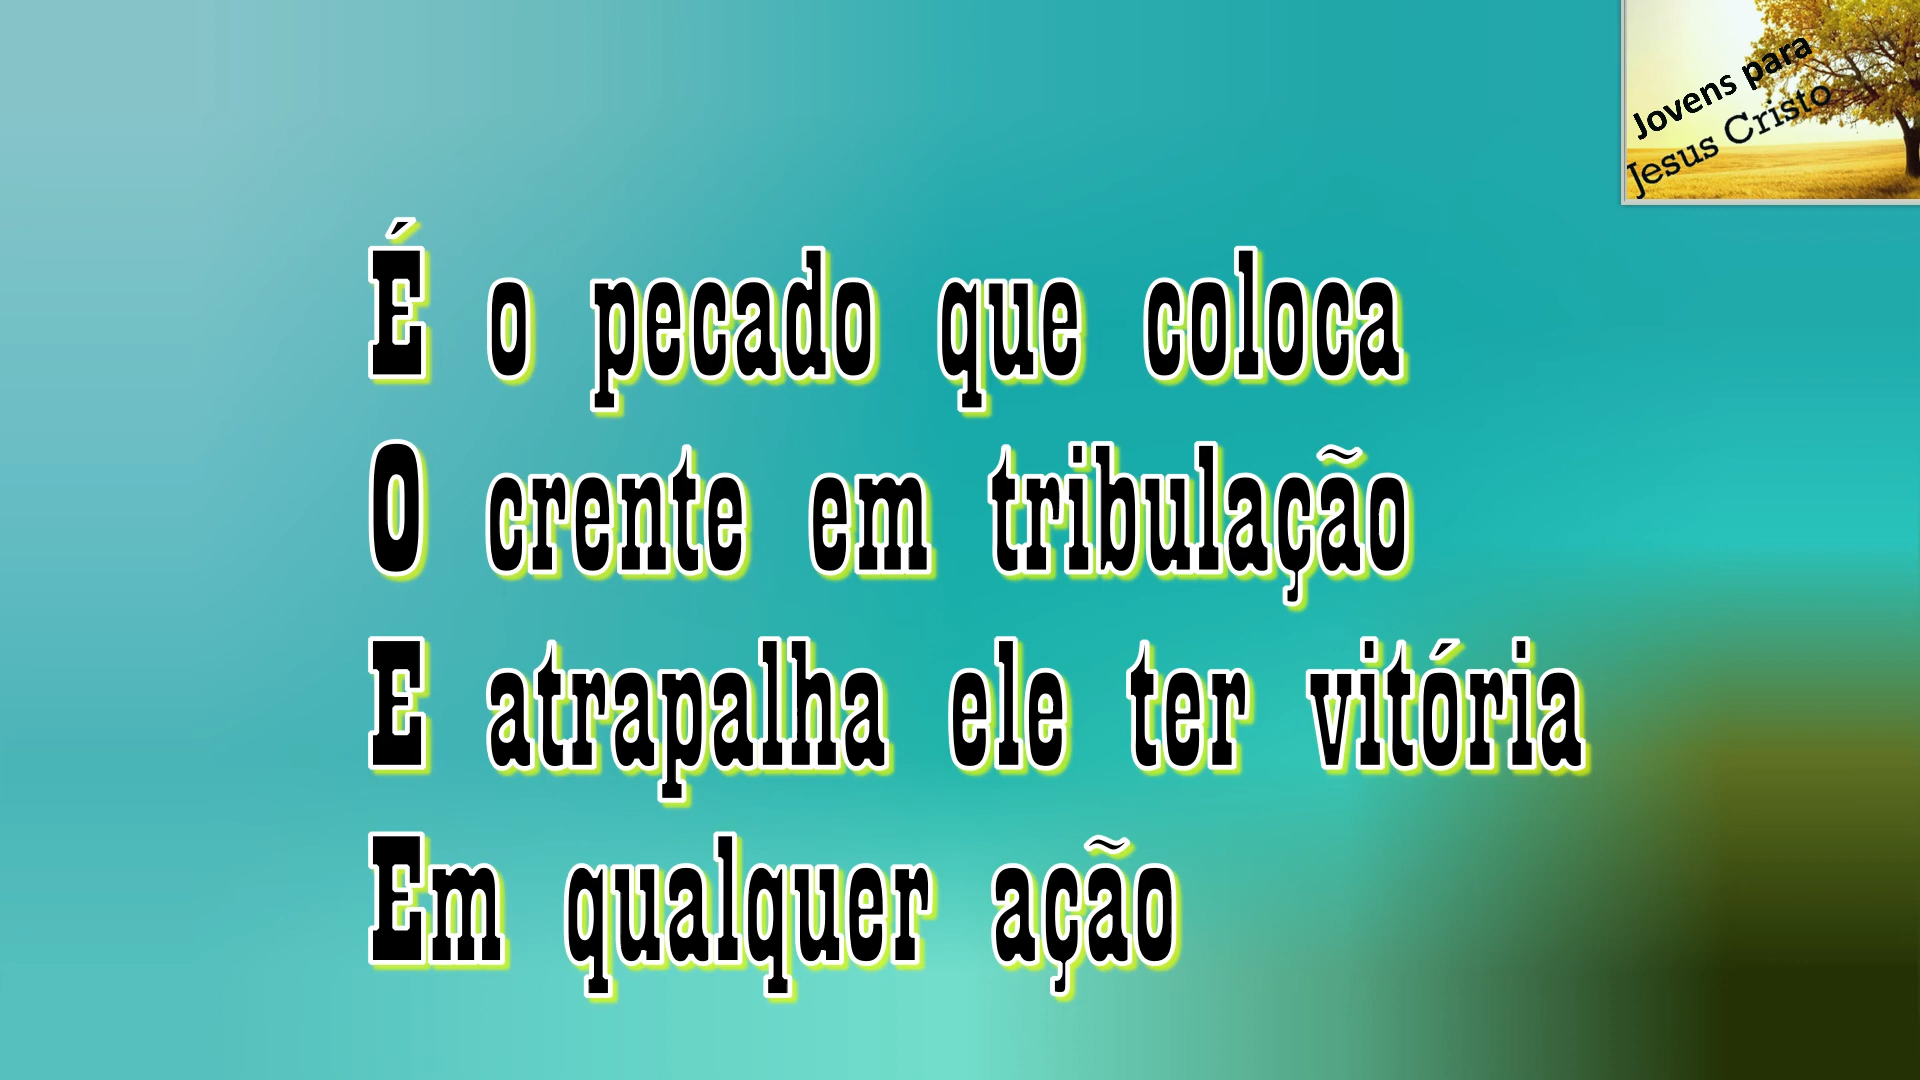 Jovens para
Jesus Cristo
É o pecado que coloca
O crente em tribulação
E atrapalha ele ter vitória
Em qualquer ação